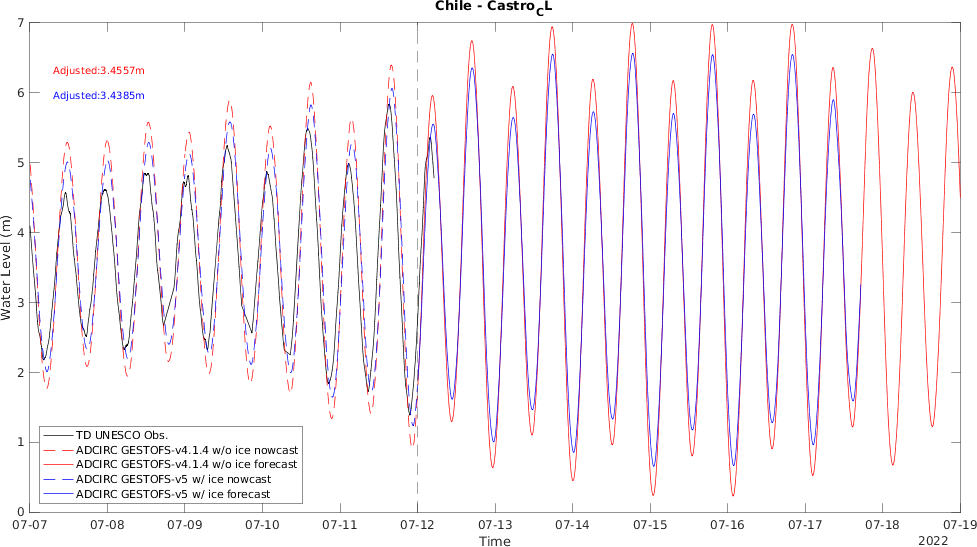 Chile - Castro_CL
7
6
5
4
3
2
1
0
Water Level (m)
Adjusted:3.4557m
Adjusted:3.4385m
TD UNESCO Obs.
ADCIRC GESTOFS-v4.1.4 w/o ice nowcast
ADCIRC GESTOFS-v4.1.4 w/o ice forecast
ADCIRC GESTOFS-v5 w/ ice nowcast
ADCIRC GESTOFS-v5 w/ ice forecast
07-07 07-08 07-09 07-10 07-11 07-12 07-13 07-14 07-15 07-16 07-17 07-18 07-19
Time
2022